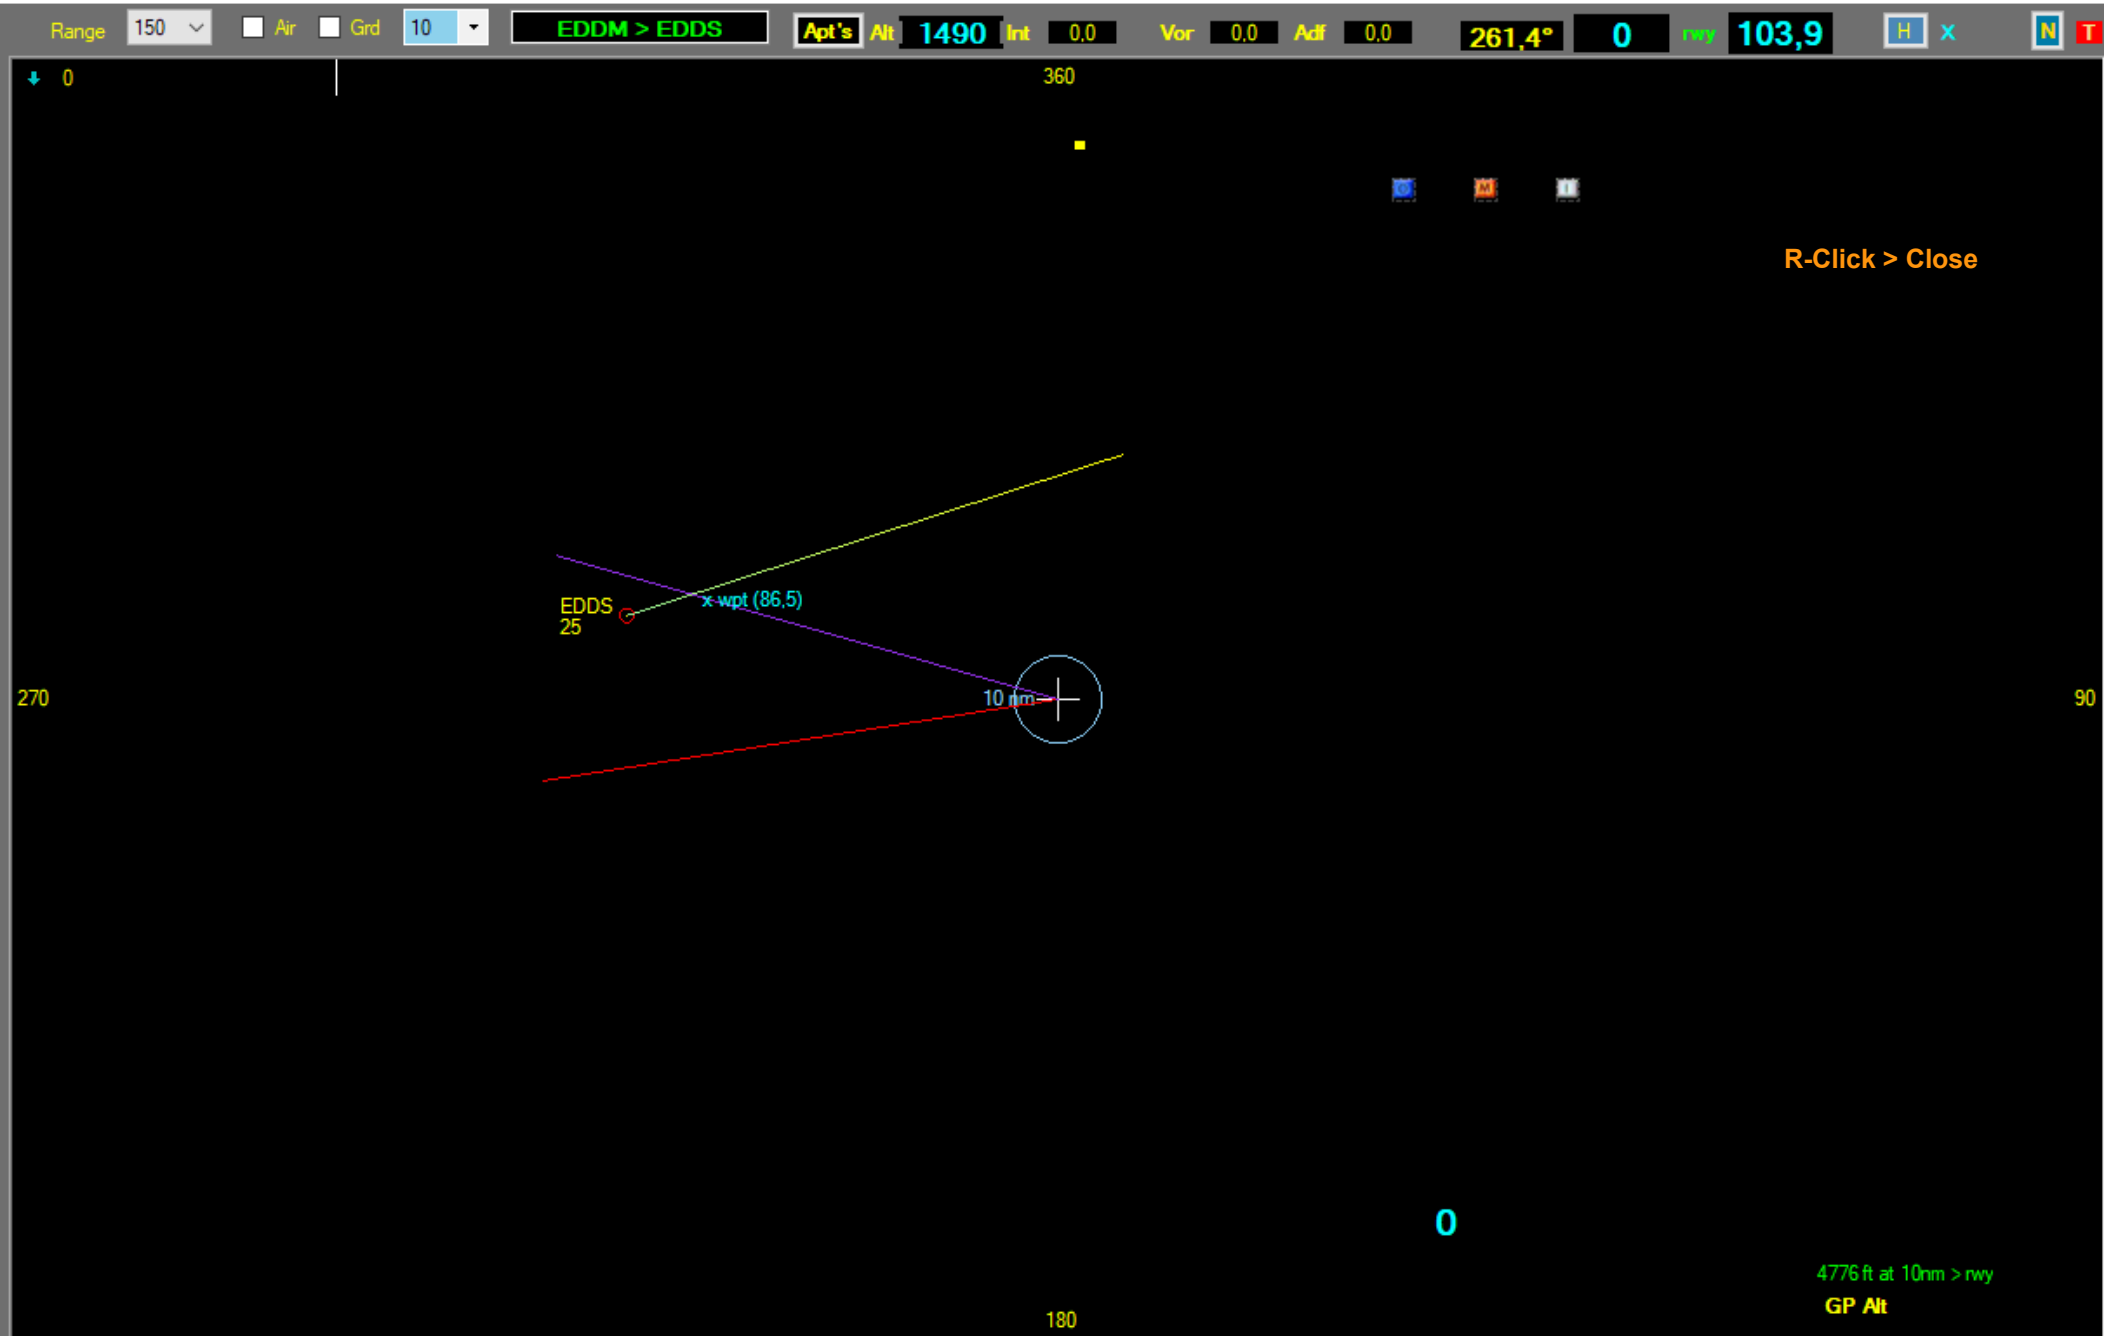 Range 150 Air Grd 10 EDDM > EDDS Apt's Alt 1490 Int 0,0 Vor 0,0 Adf 0,0 261,4° 0 rwy 103,9 H X N T
0 360
M I
R-Click > Close
x wpt (86,5)
EDDS
25
270 10 nm 90
0
4776 ft at 10nm > rwy
GP Alt
180